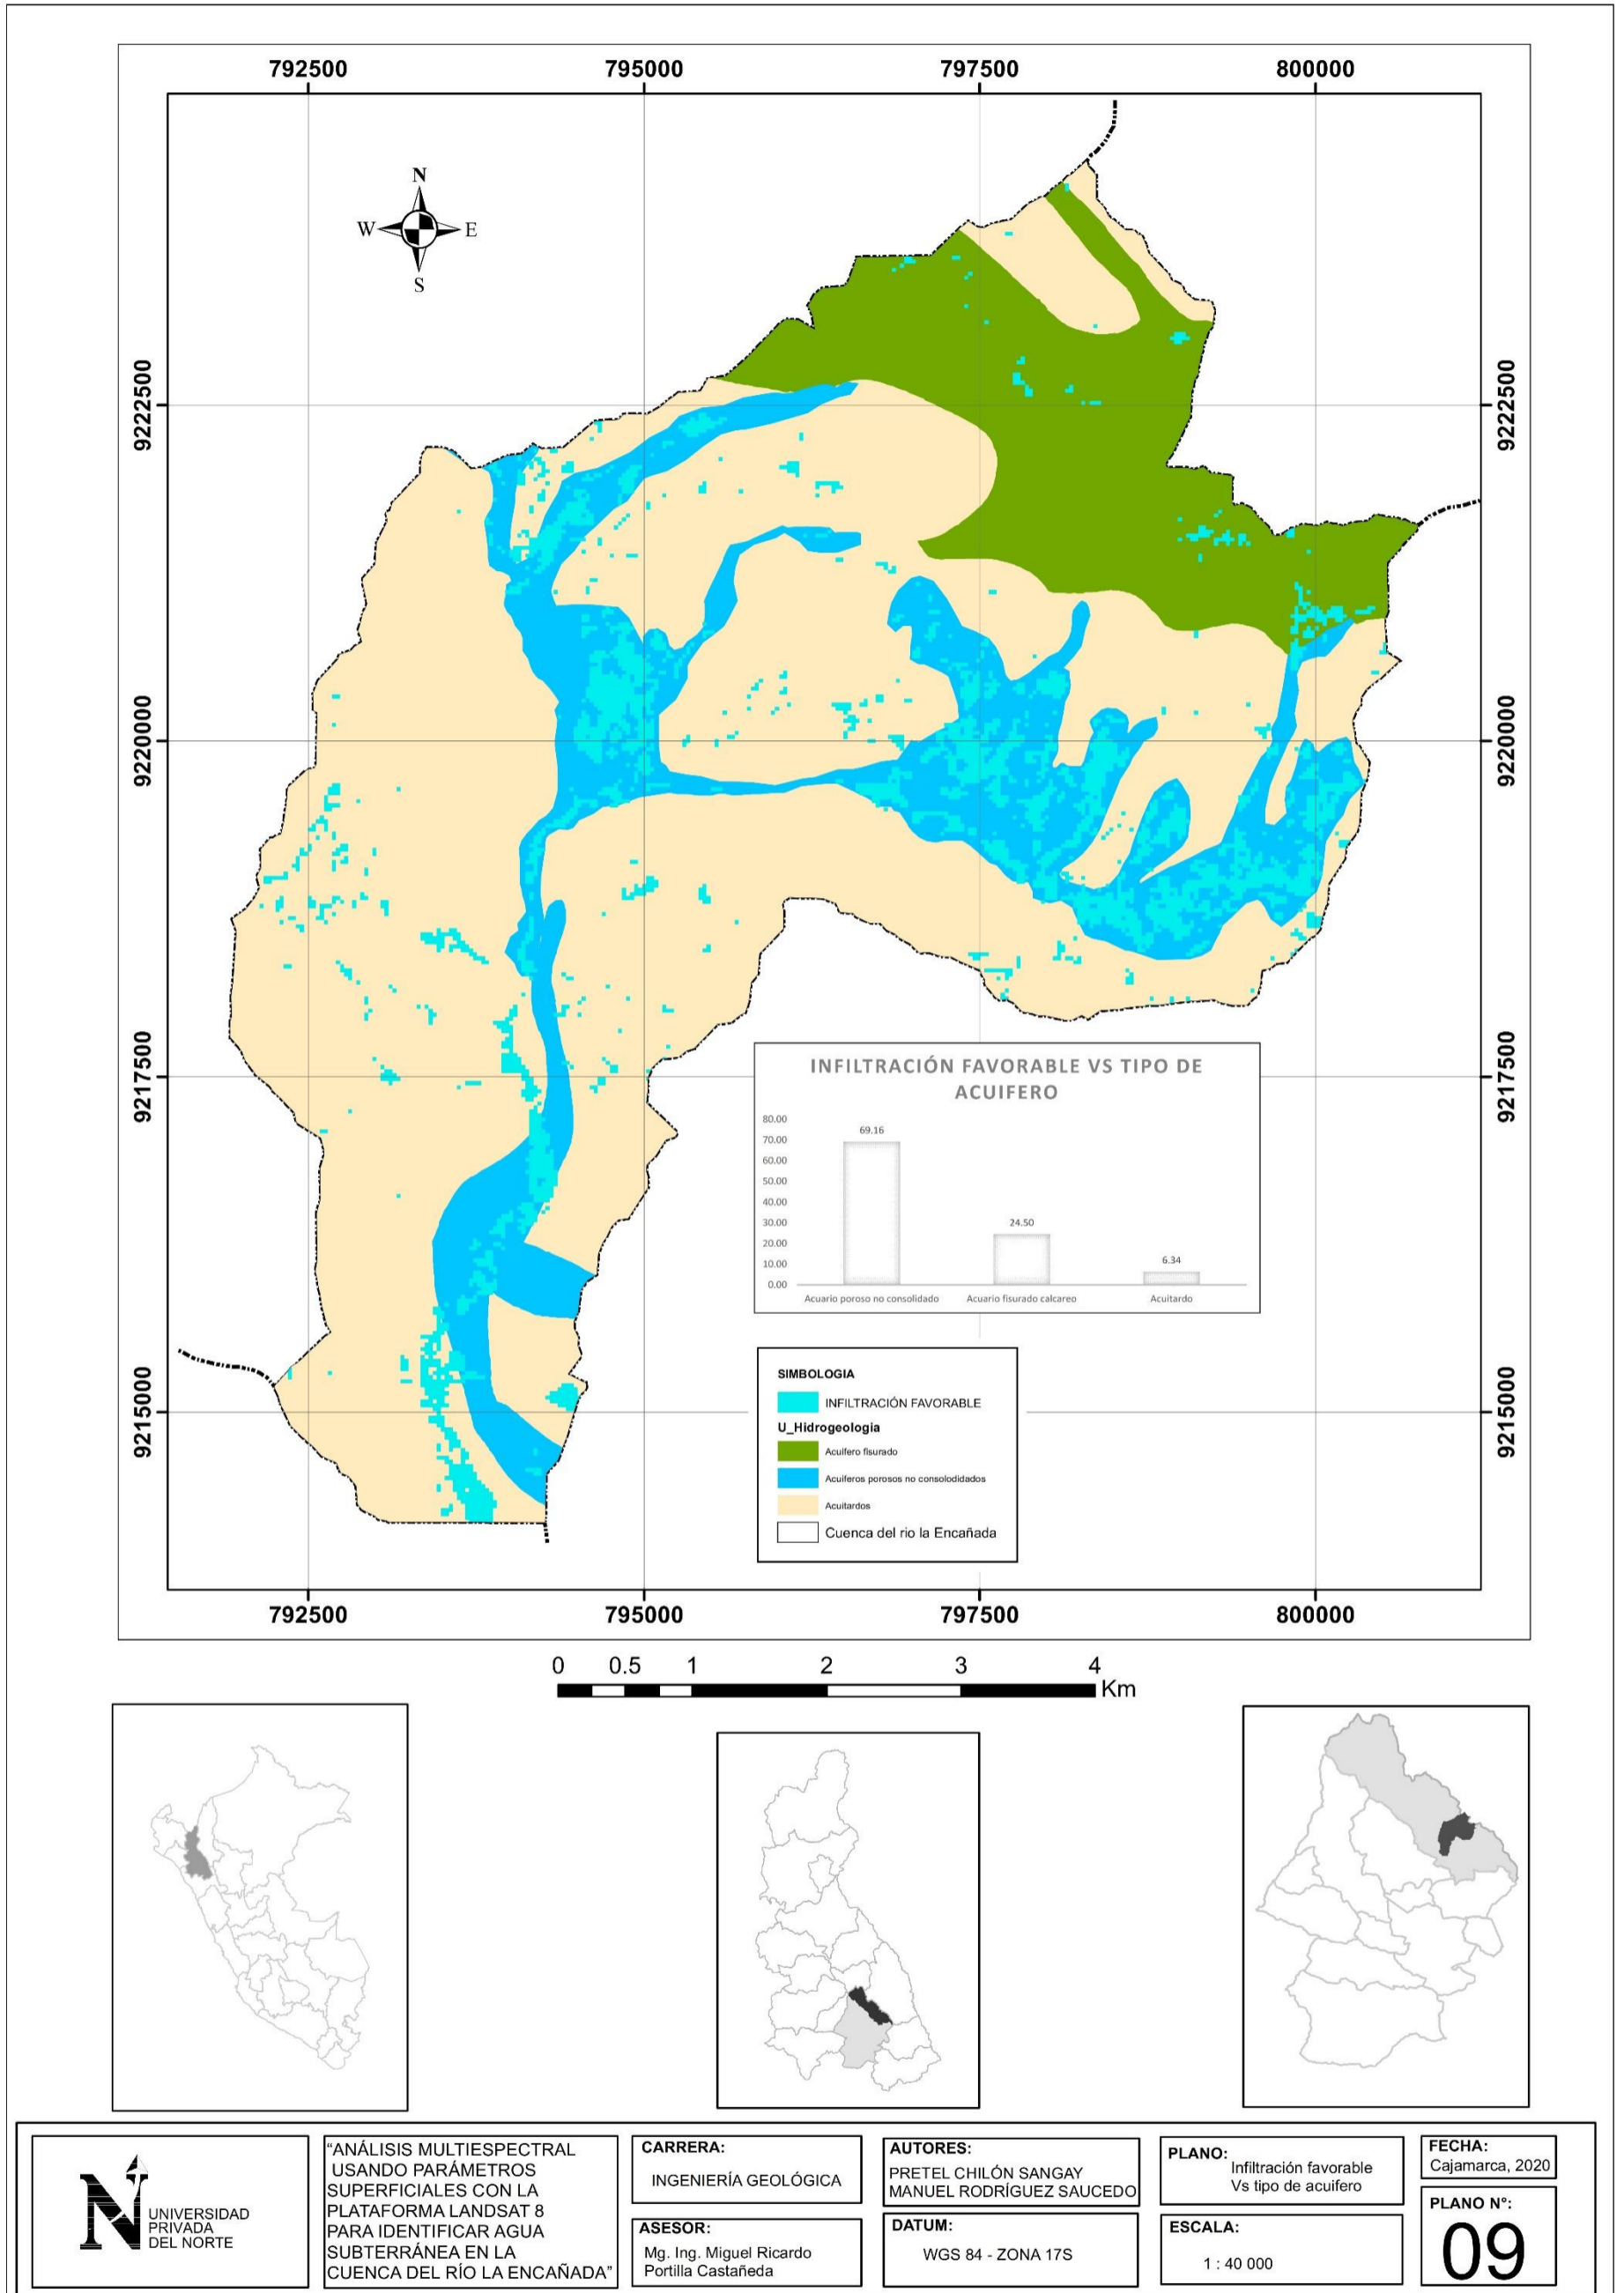 792500 795000 797500 800000
N
W E
S
9222500 9222500
9220000 9220000
9217500 9217500
9215000 9215000
INFILTRACIÓN FAVORABLE VS TIPO DE
ACUIFERO
80.00
70.00
60.00
50.00
40.00
30.00
20.00
10.00
0.00
69.16
24.50
6.34
Acuario poroso no consolidado Acuario fisurado calcareo Acuitardo
SIMBOLOGIA
INFILTRACIÓN FAVORABLE
U_Hidrogeologia
Acuifero fisurado
Acuiferos porosos no consolodidados
Acuitardos
Cuenca del rio la Encañada
792500 795000 797500 800000
0 0.5 1 2 3 4
Km
N
UNIVERSIDAD
PRIVADA
DEL NORTE
"ANÁLISIS MULTIESPECTRAL
USANDO PARÁMETROS
SUPERFICIALES CON LA
PLATAFORMA LANDSAT 8
PARA IDENTIFICAR AGUA
SUBTERRÁNEA EN LA
CUENCA DEL RÍO LA ENCAÑADA"
CARRERA:
INGENIERÍA GEOLÓGICA
ASESOR:
Mg. Ing. Miguel Ricardo
Portilla Castañeda
AUTORES:
PRETEL CHILÓN SANGAY
MANUEL RODRÍGUEZ SAUCEDO
DATUM:
WGS 84 - ZONA 17S
PLANO:
Infiltración favorable
Vs tipo de acuifero
ESCALA:
1 : 40 000
FECHA:
Cajamarca, 2020
PLANO N°:
09